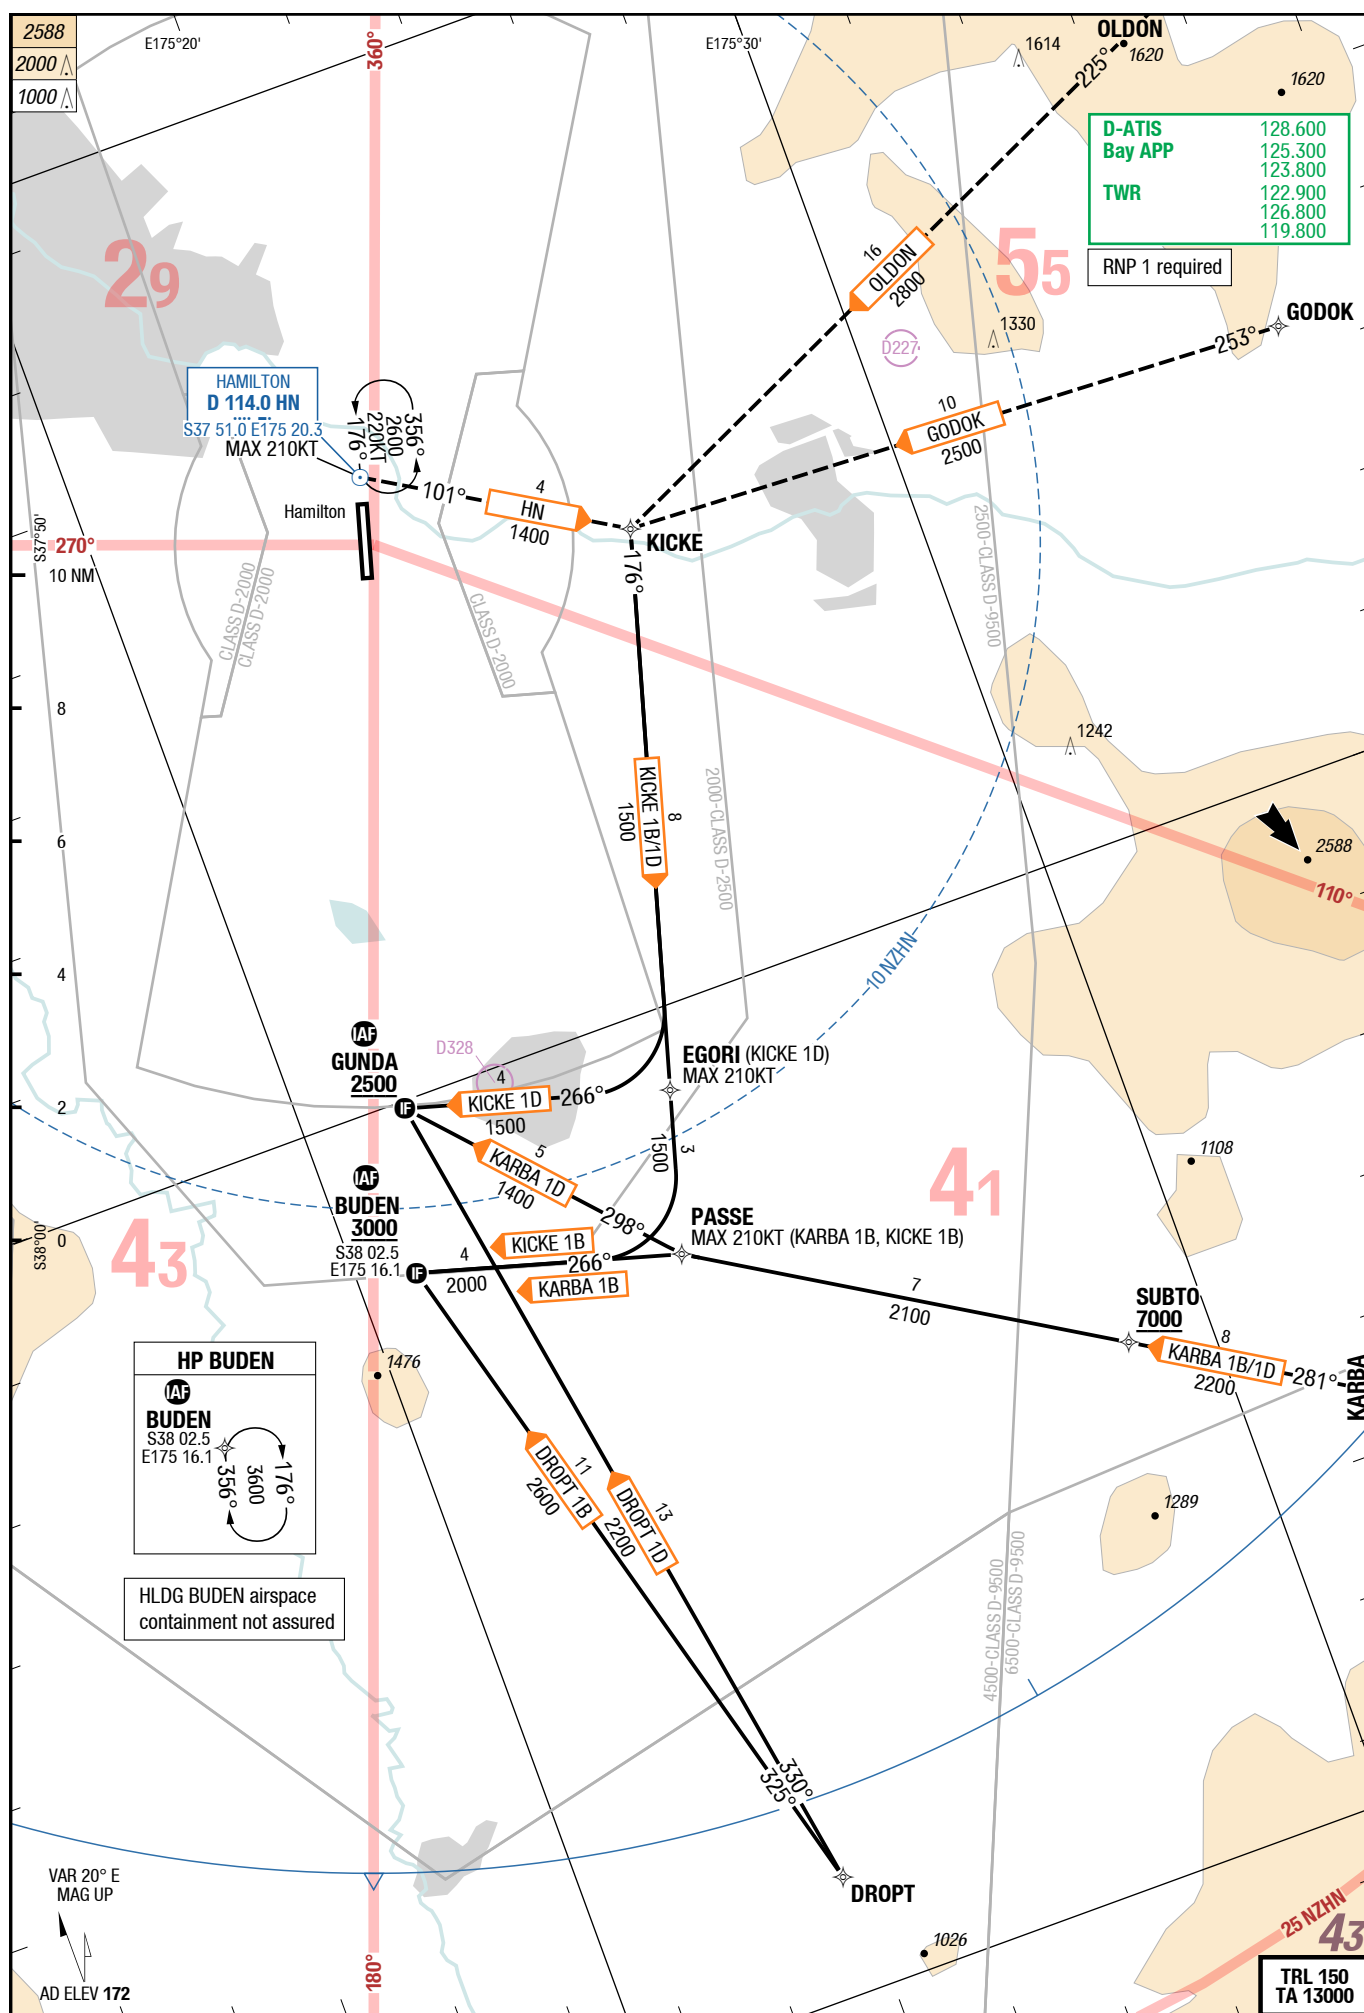 2588
2000
1000
E175°20'
360°
E175°30'
OLDON
1620
1614
225°
1620
D-ATIS 128.600
Bay APP 125.300
123.800
TWR 122.900
126.800
119.800
RNP 1 required
29
55
16
OLDON
2800
1330
D227
GODOK
253°
10
GODOK
2500
HAMILTON
D 114.0 HN
S37 51.0 E175 20.3
MAX 210KT
176°
220KT
2600
356°
101°
4
HN
1400
KICKE
Hamilton
S37°50'
270°
10 NM
176°
CLASS D-2000
CLASS D-2000
CLASS D-2000
2500-CLASS D-9500
8
1242
KICKE 1B/1D
8
1500
2000-CLASS D-2500
6
2588
110°
10 NZHN
4
IAF
GUNDA
2500
IF
D328
4
KICKE 1D
266°
1500
EGORI (KICKE 1D)
MAX 210KT
2
3
1500
5
KARBA 1D
1400
298°
1108
41
IAF
BUDEN
3000
S38 02.5
E175 16.1
IF
S38°00'
0
43
KICKE 1B
4
2000
266°
KARBA 1B
PASSE
MAX 210KT (KARBA 1B, KICKE 1B)
7
2100
SUBTO
7000
8
KARBA 1B/1D
2200
281°
KARBA
HP BUDEN
IAF
BUDEN
S38 02.5
E175 16.1
356°
3600
176°
1476
11
DROPT 1B
2600
13
DROPT 1D
2200
1289
HLDG BUDEN airspace
containment not assured
4500-CLASS D-9500
6500-CLASS D-9500
330°
325°
DROPT
VAR 20° E
MAG UP
AD ELEV 172
180°
1026
25 NZHN
43
TRL 150
TA 13000